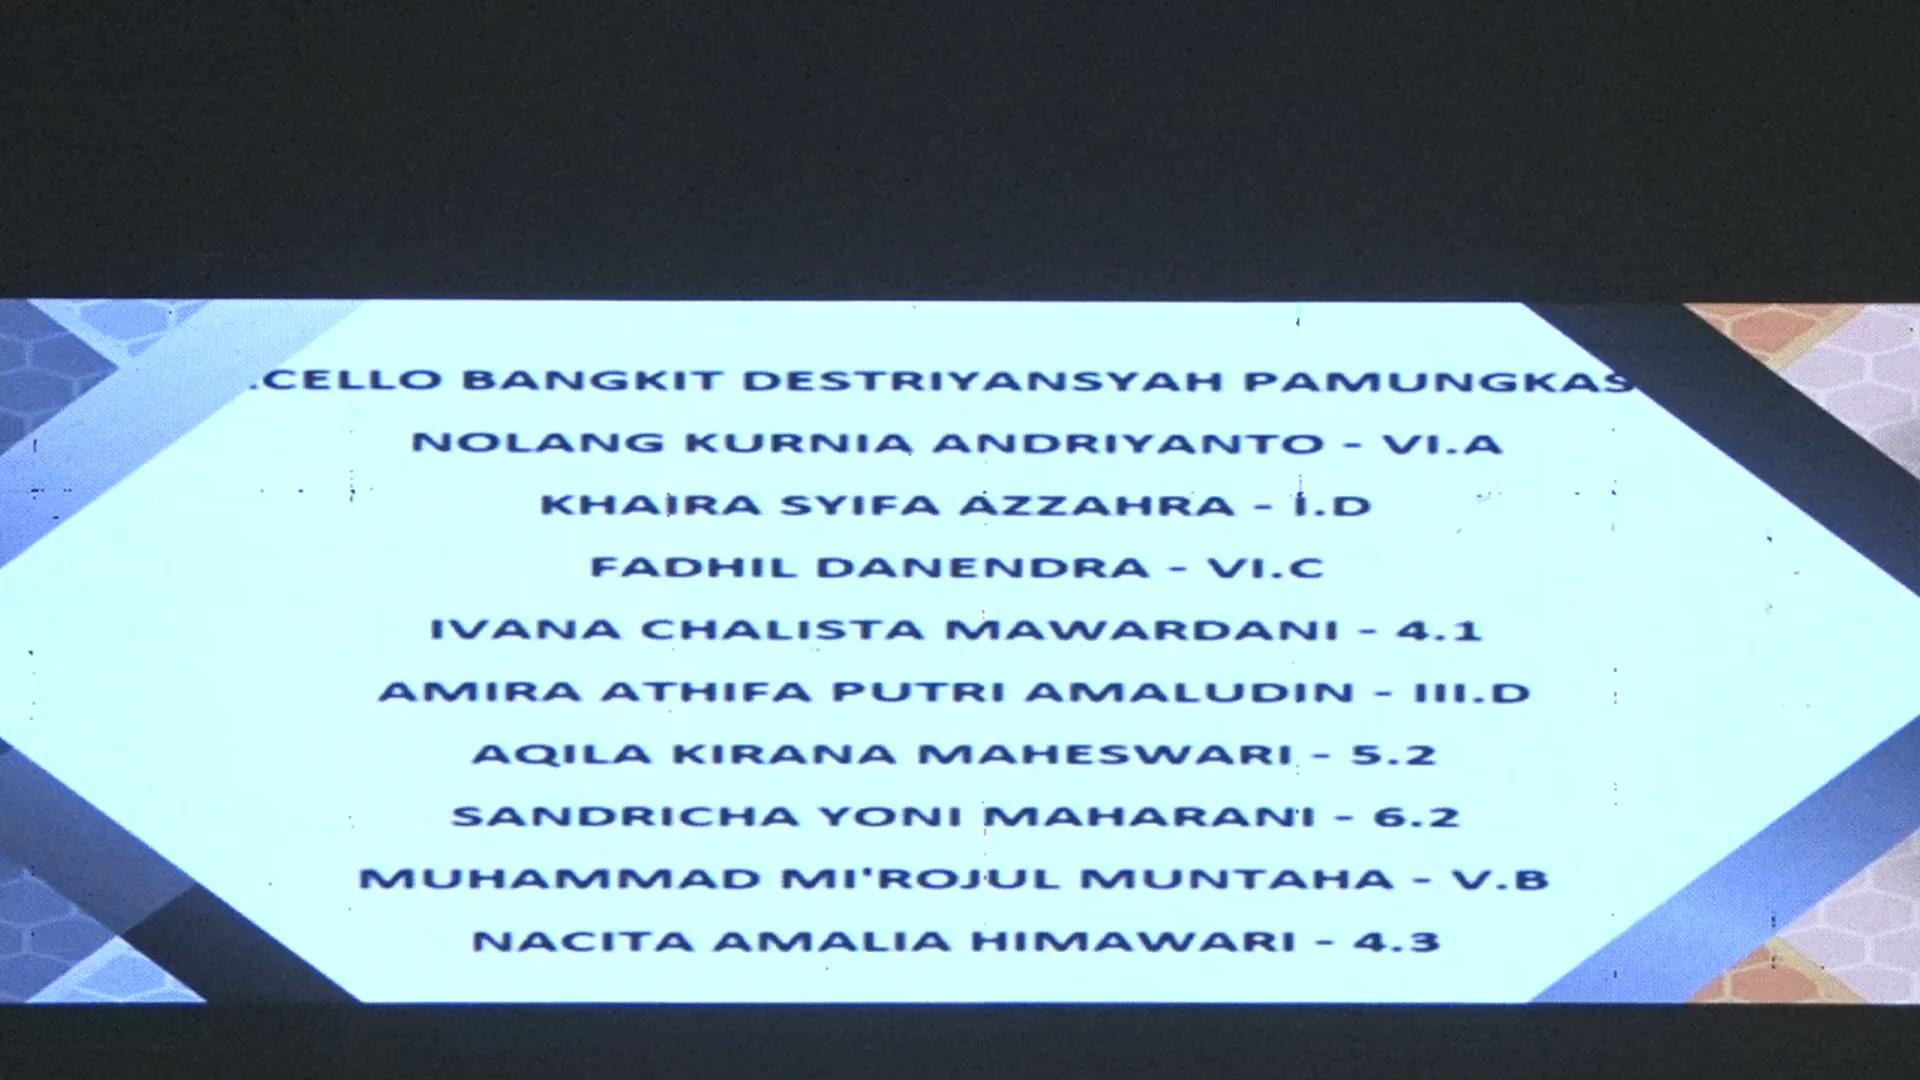 BANGKIT DESTRIYANSYAH PAMUNGKAS
NOLANG KURNIA ANDRIYANTO - VI.A
KHAIRA SYIFA AZZAHRA - I.D
FADHIL DANENDRA - VI.C
IVANA CHALISTA MAWARDANI - 4.1
AMIRA ATHIFA PUTRI AMALUDIN - III.D
AQILA KIRANA MAHESWARI - 5.2
SANDRICHA YONI MAHARANI - 6.2
MUHAMMAD MI'ROJUL MUNTAHA - V.B
NACITA AMALIA HIMAWARI - 4.3